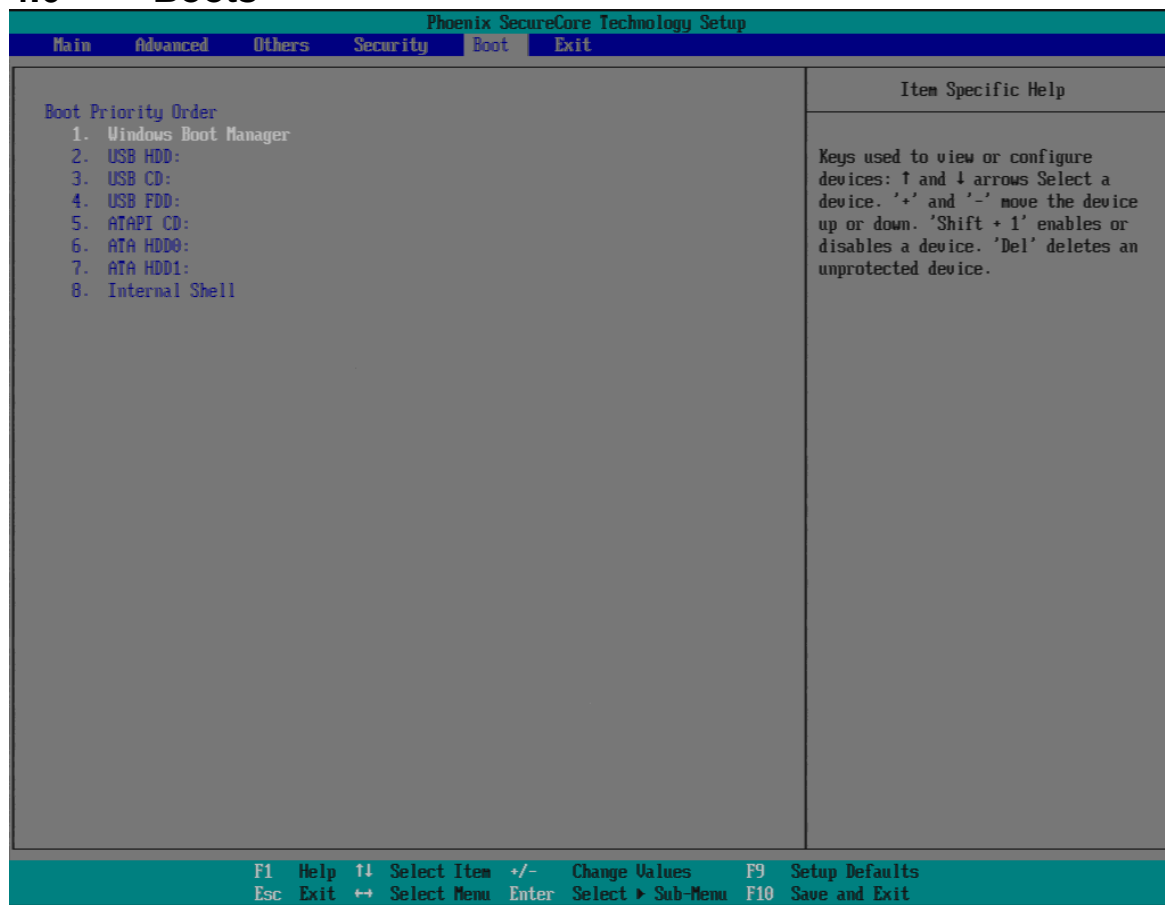 Boots
Phoenix SecureCore Technology Setup
Main Advanced Others Security Boot Exit
Boot Priority Order
1. Windows Boot Manager
2. USB HDD:
3. USB CD:
4. USB FDD:
5. ATAPI CD:
6. ATA HDD0:
7. ATA HDD1:
8. Internal Shell
Item Specific Help
Keys used to view or configure
devices: ↑ and ↓ arrows Select a
device. '+' and '-' move the device
up or down. 'Shift + 1' enables or
disables a device. 'Del' deletes an
unprotected device.
F1 Help ↑↓ Select Item +/- Change Values F9 Setup Defaults
Esc Exit ↔ Select Menu Enter Select ▶ Sub-Menu F10 Save and Exit